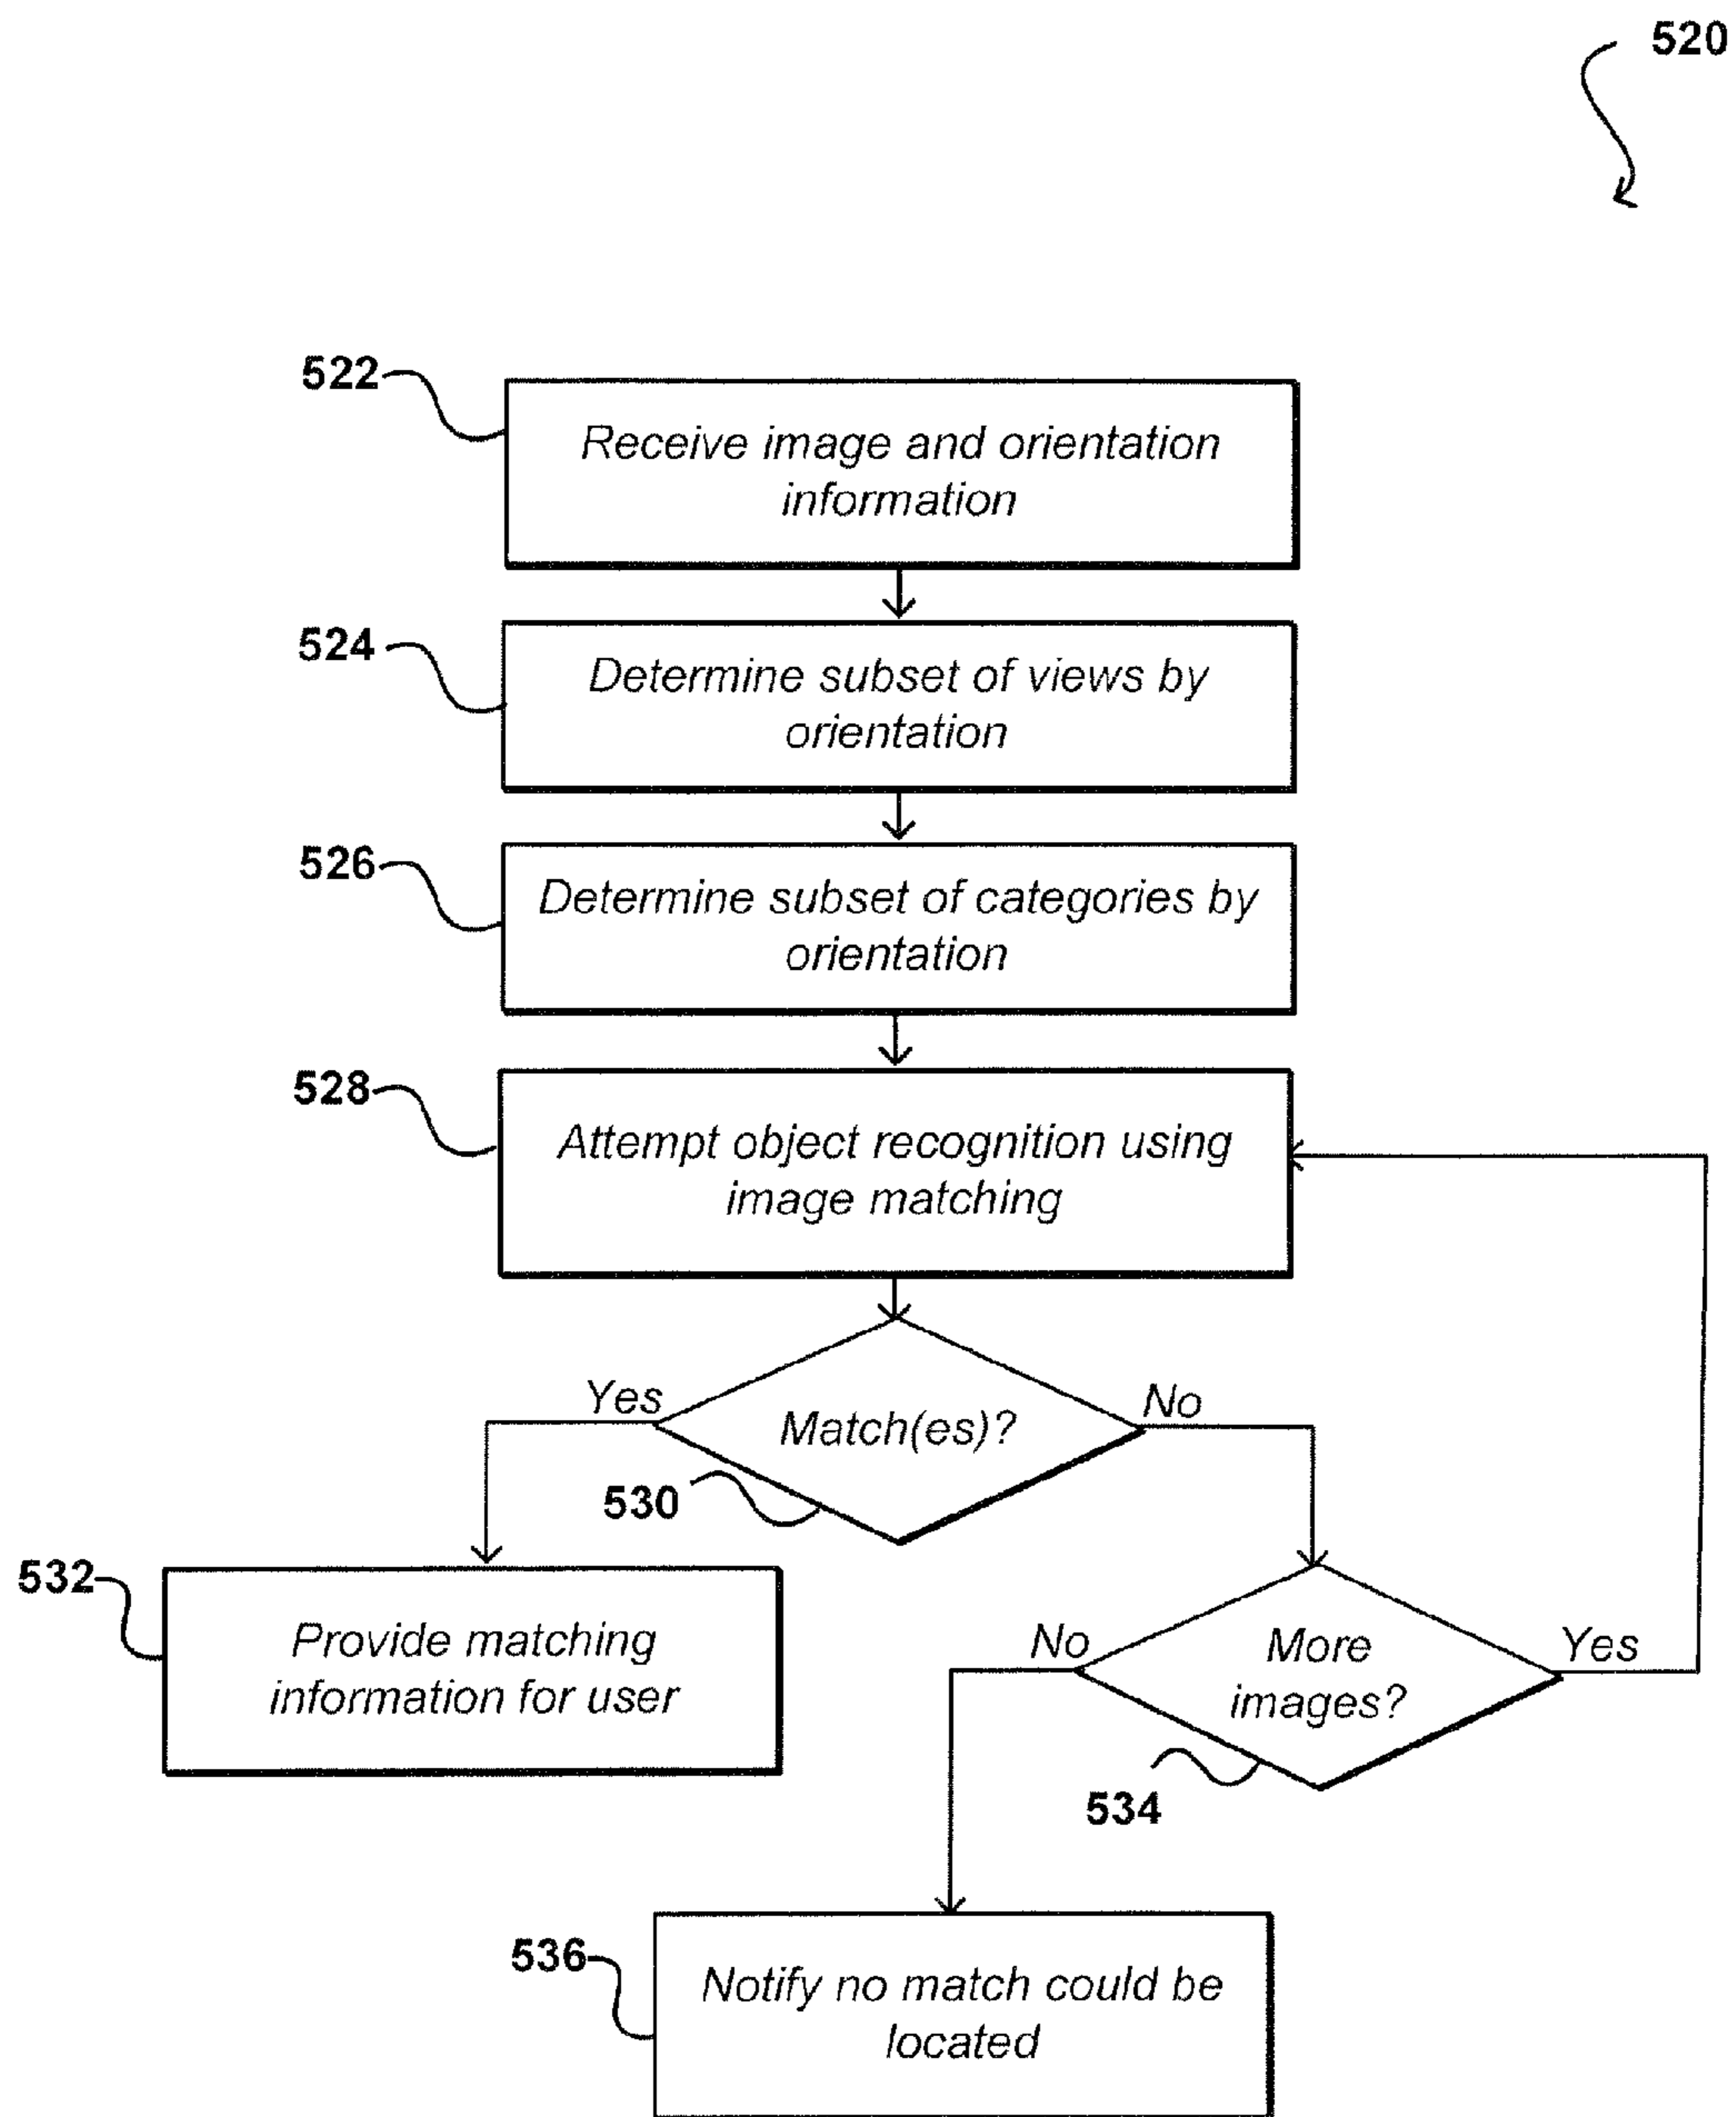 520
522
Receive image and orientation
information
524
Determine subset of views by
orientation
526
Determine subset of categories by
orientation
528
Attempt object recognition using
image matching
Yes
No
Match(es)?
530
532
Provide matching
information for user
No
Yes
More
images?
534
536
Notify no match could be
located